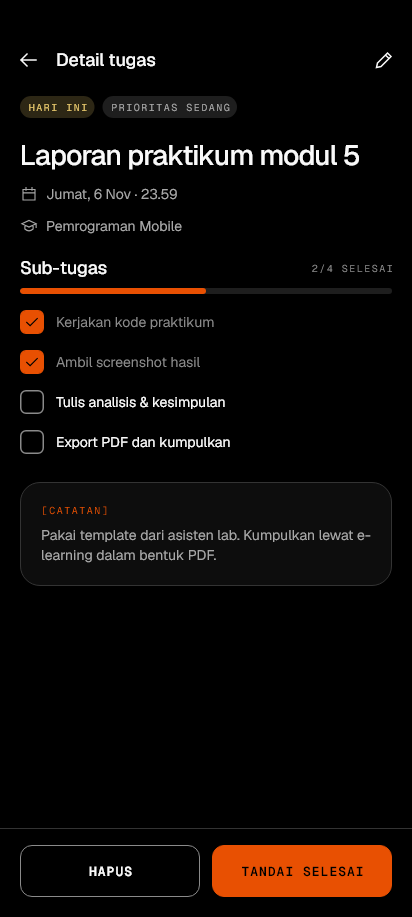 Detail tugas
HARI INI
PRIORITAS SEDANG
Laporan praktikum modul 5
Jumat, 6 Nov · 23.59
Pemrograman Mobile
Sub-tugas
2/4 SELESAI
Kerjakan kode praktikum
Ambil screenshot hasil
Tulis analisis & kesimpulan
Export PDF dan kumpulkan
[CATATAN]
Pakai template dari asisten lab. Kumpulkan lewat e-
learning dalam bentuk PDF.
HAPUS
TANDAI SELESAI